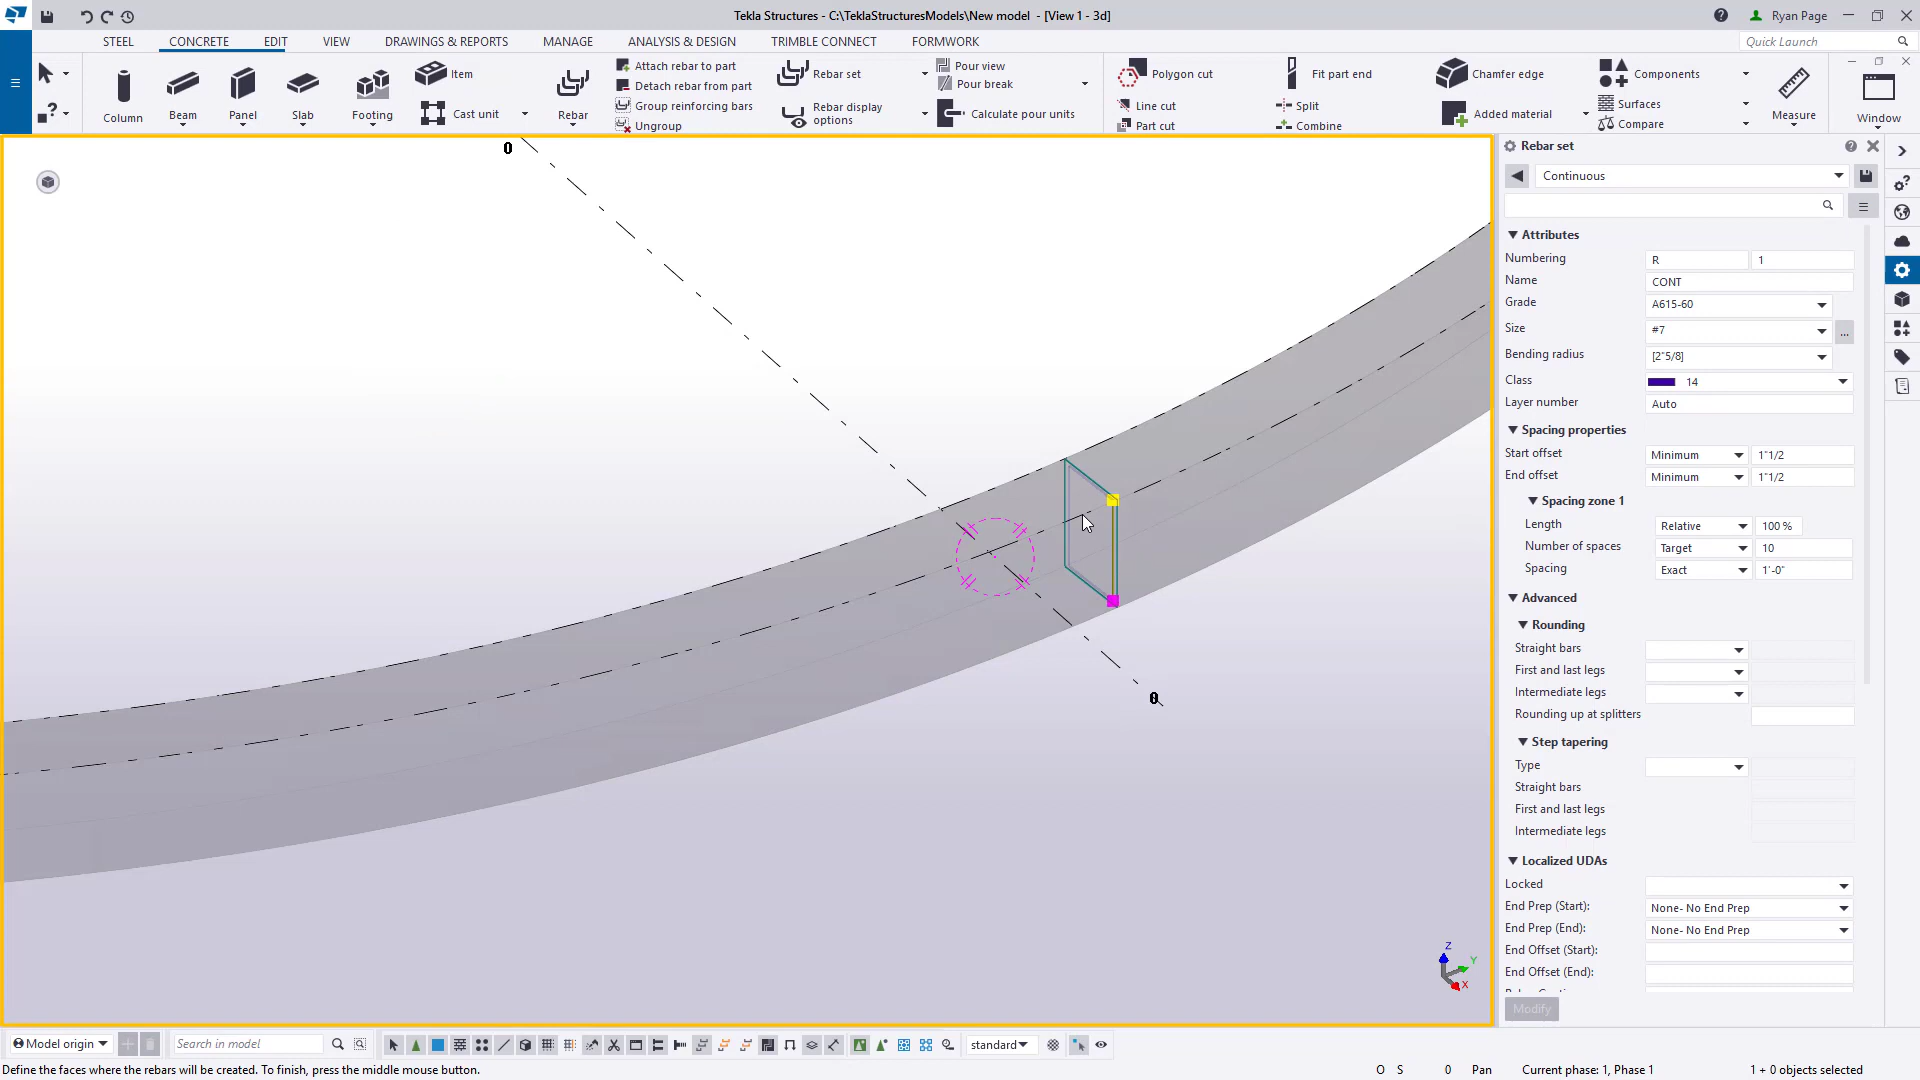 Tekla Structures - C:\TeklaStructuresModels\New model - [View 1 - 3d]
Ryan Page
STEEL CONCRETE EDIT VIEW DRAWINGS & REPORTS MANAGE ANALYSIS & DESIGN TRIMBLE CONNECT FORMWORK
Quick Launch
Column
Beam
Panel
Slab
Footing
Item
Cast unit
Rebar
Attach rebar to part
Detach rebar from part
Group reinforcing bars
Ungroup
Rebar set
Rebar display options
Pour view
Pour break
Calculate pour units
Polygon cut
Line cut
Part cut
Fit part end
Split
Combine
Chamfer edge
Added material
Components
Surfaces
Compare
Measure
Window
0
0
Z
Y
X
Rebar set
Continuous
Attributes
Numbering R 1
Name CONT
Grade A615-60
Size #7 ...
Bending radius [2"5/8]
Class 14
Layer number Auto
Spacing properties
Start offset Minimum 1"1/2
End offset Minimum 1"1/2
Spacing zone 1
Length Relative 100 %
Number of spaces Target 10
Spacing Exact 1'-0"
Advanced
Rounding
Straight bars
First and last legs
Intermediate legs
Rounding up at splitters
Step tapering
Type
Straight bars
First and last legs
Intermediate legs
Localized UDAs
Locked
End Prep (Start): None- No End Prep
End Prep (End): None- No End Prep
End Offset (Start):
End Offset (End):
Modify
Model origin
Search in model
standard
Define the faces where the rebars will be created. To finish, press the middle mouse button.
O S 0 Pan Current phase: 1, Phase 1 1 + 0 objects selected